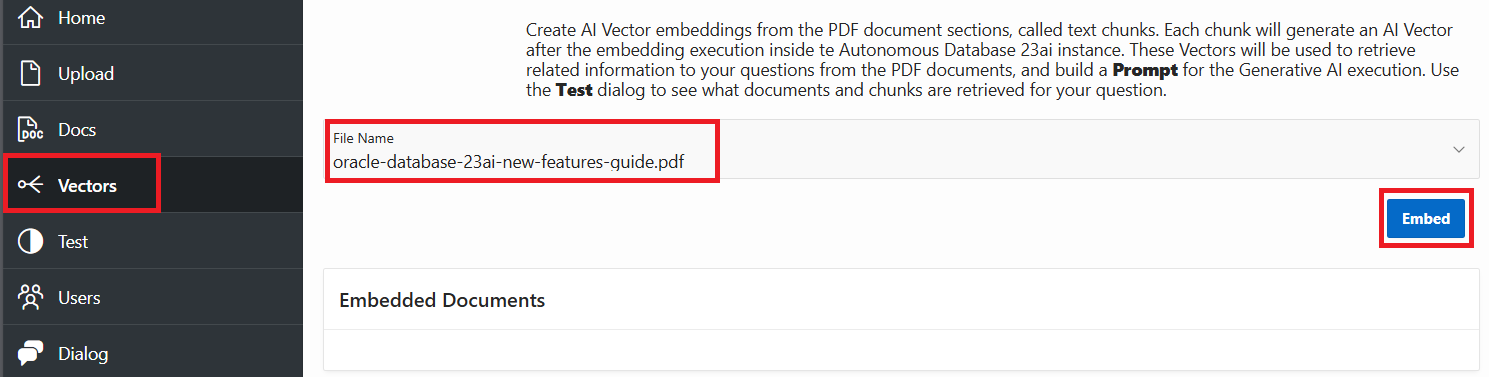 Home
Upload
DOC
Docs
Vectors
Test
Users
Dialog
Create AI Vector embeddings from the PDF document sections, called text chunks. Each chunk will generate an AI Vector
after the embedding execution inside te Autonomous Database 23ai instance. These Vectors will be used to retrieve
related information to your questions from the PDF documents, and build a Prompt for the Generative AI execution. Use
the Test dialog to see what documents and chunks are retrieved for your question.
File Name
oracle-database-23ai-new-features-guide.pdf
Embed
Embedded Documents